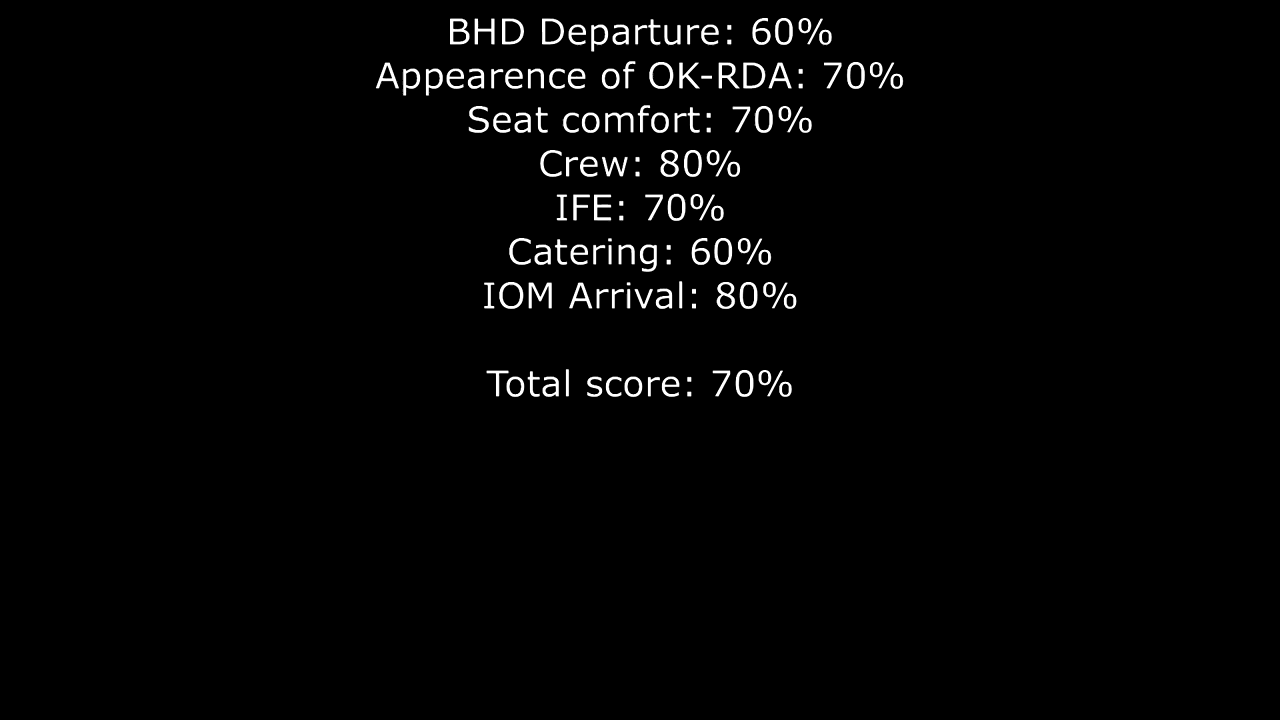 BHD Departure: 60%
Appearence of OK-RDA: 70%
Seat comfort: 70%
Crew: 80%
IFE: 70%
Catering: 60%
IOM Arrival: 80%
Total score: 70%